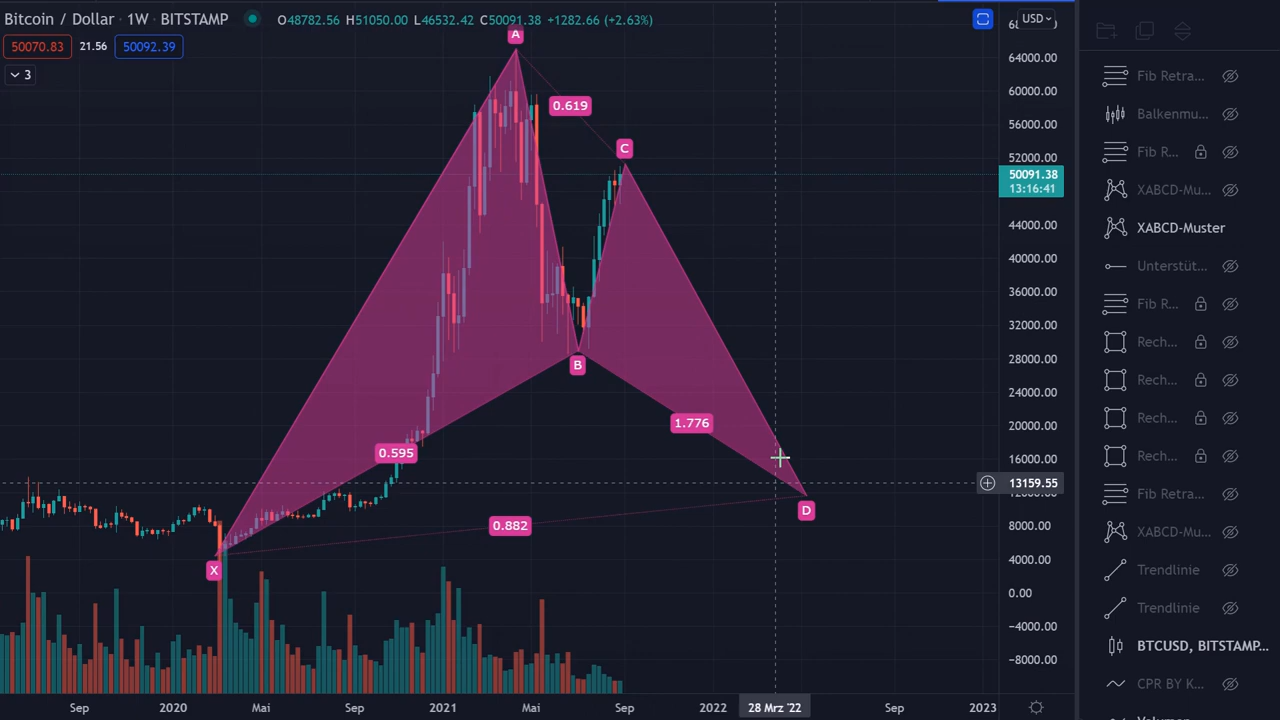 Bitcoin / Dollar · 1W · BITSTAMP O48782.56 H51050.00 L46532.42 C50091.38 +1282.66 (+2.63%)
50070.83 21.56 50092.39
3
USD
64000.00
60000.00
56000.00
52000.00
50091.38
13:16:41
44000.00
40000.00
36000.00
32000.00
28000.00
24000.00
20000.00
16000.00
13159.55
8000.00
4000.00
0.00
−4000.00
−8000.00
A
0.619
C
B
1.776
0.595
0.882
D
X
Sep 2020 Mai Sep 2021 Mai Sep 2022 28 Mrz '22 Sep 2023
Fib Retra...
Balkenmu...
Fib R...
XABCD-Mu...
XABCD-Muster
Unterstüt...
Fib R...
Rech...
Rech...
Rech...
Rech...
Fib Retra...
XABCD-Mu...
Trendlinie
Trendlinie
BTCUSD, BITSTAMP...
CPR BY K...
Volumen